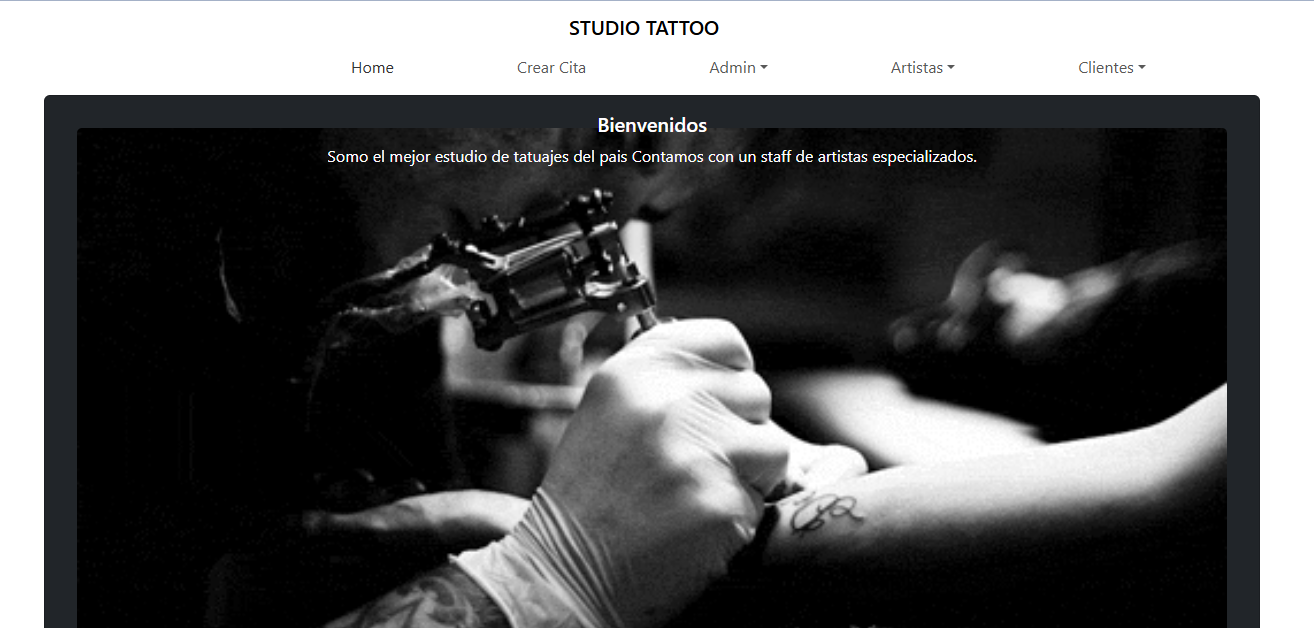 STUDIO TATTOO
Home Crear Cita Admin Artistas Clientes
Bienvenidos
Somo el mejor estudio de tatuajes del pais Contamos con un staff de artistas especializados.